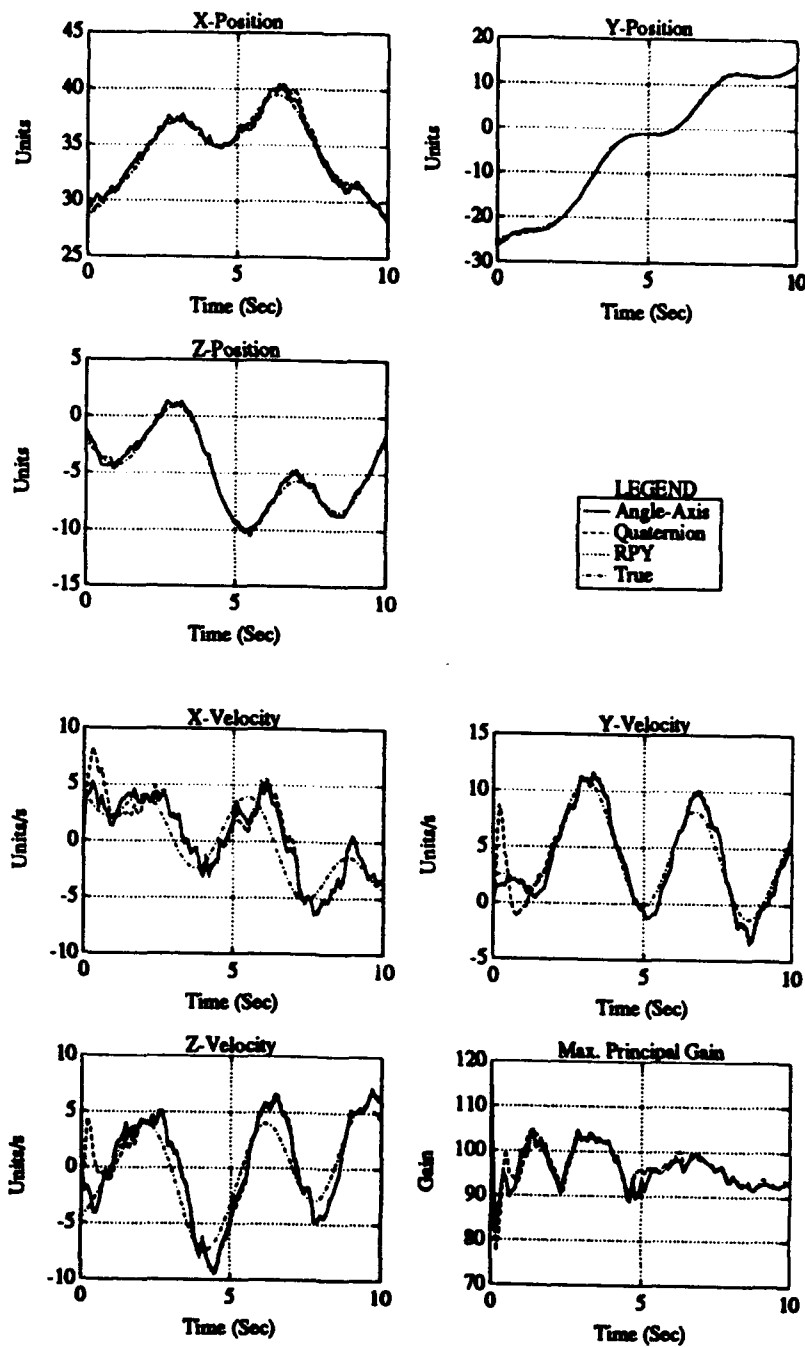 X-Position
45
40
35
30
25
Units
0
5
10
Time (Sec)
Y-Position
20
10
0
-10
-20
-30
Units
0
5
10
Time (Sec)
Z-Position
5
0
-5
-10
-15
Units
0
5
10
Time (Sec)
LEGEND
Angle-Axis
Quaternion
RPY
True
X-Velocity
10
5
0
-5
-10
Units/s
0
5
10
Time (Sec)
Y-Velocity
15
10
5
0
-5
Units/s
0
5
10
Time (Sec)
Z-Velocity
10
5
0
-5
-10
Units/s
0
5
10
Time (Sec)
Max. Principal Gain
120
110
100
90
80
70
Gain
0
5
10
Time (Sec)